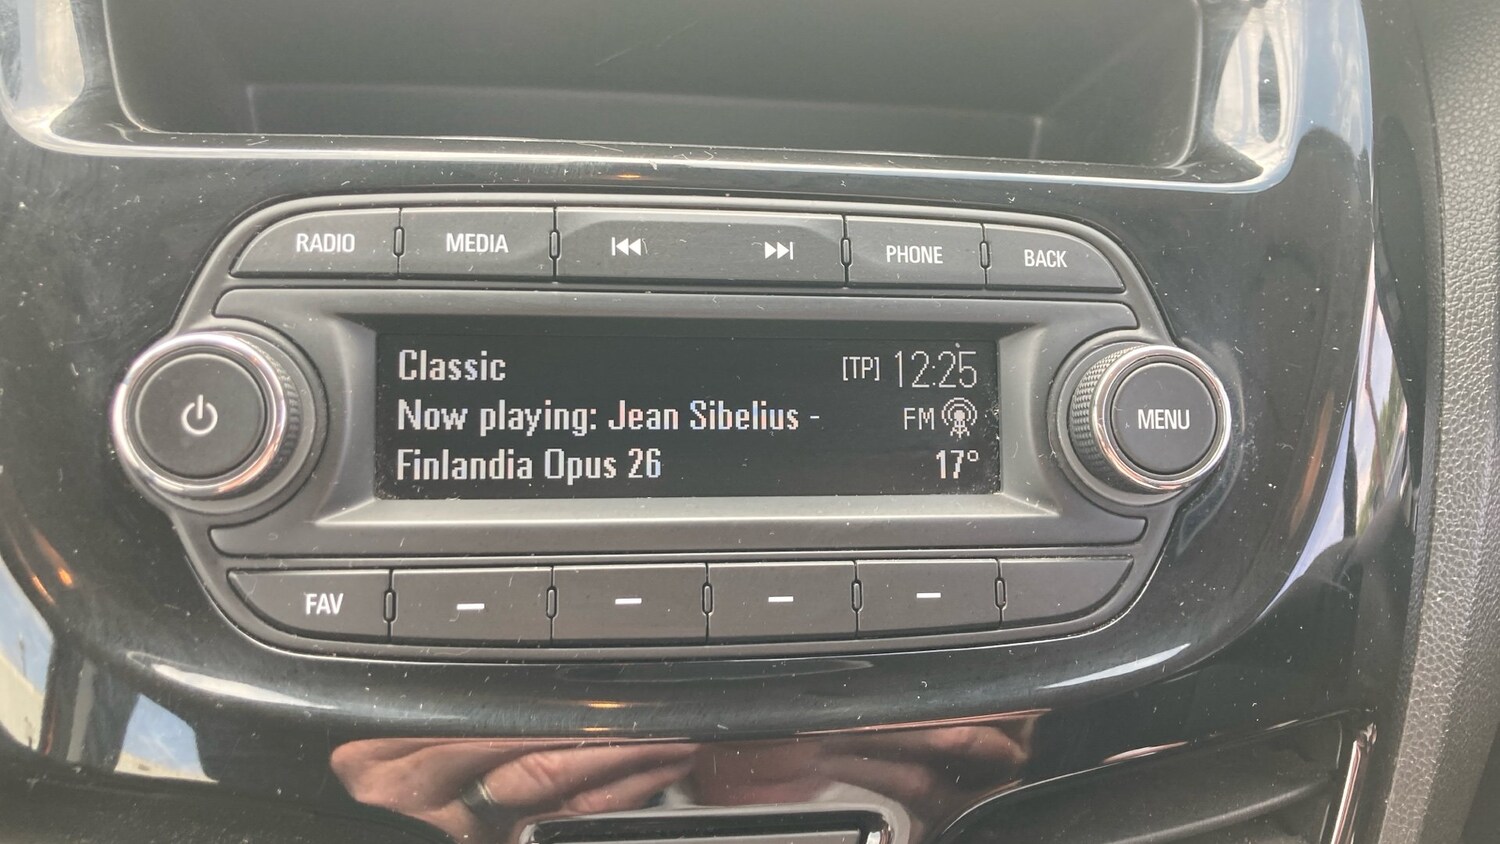 RADIO MEDIA PHONE BACK
Classic [TP] 12:25
Now playing: Jean Sibelius - FM
Finlandia Opus 26 17°
MENU
FAV